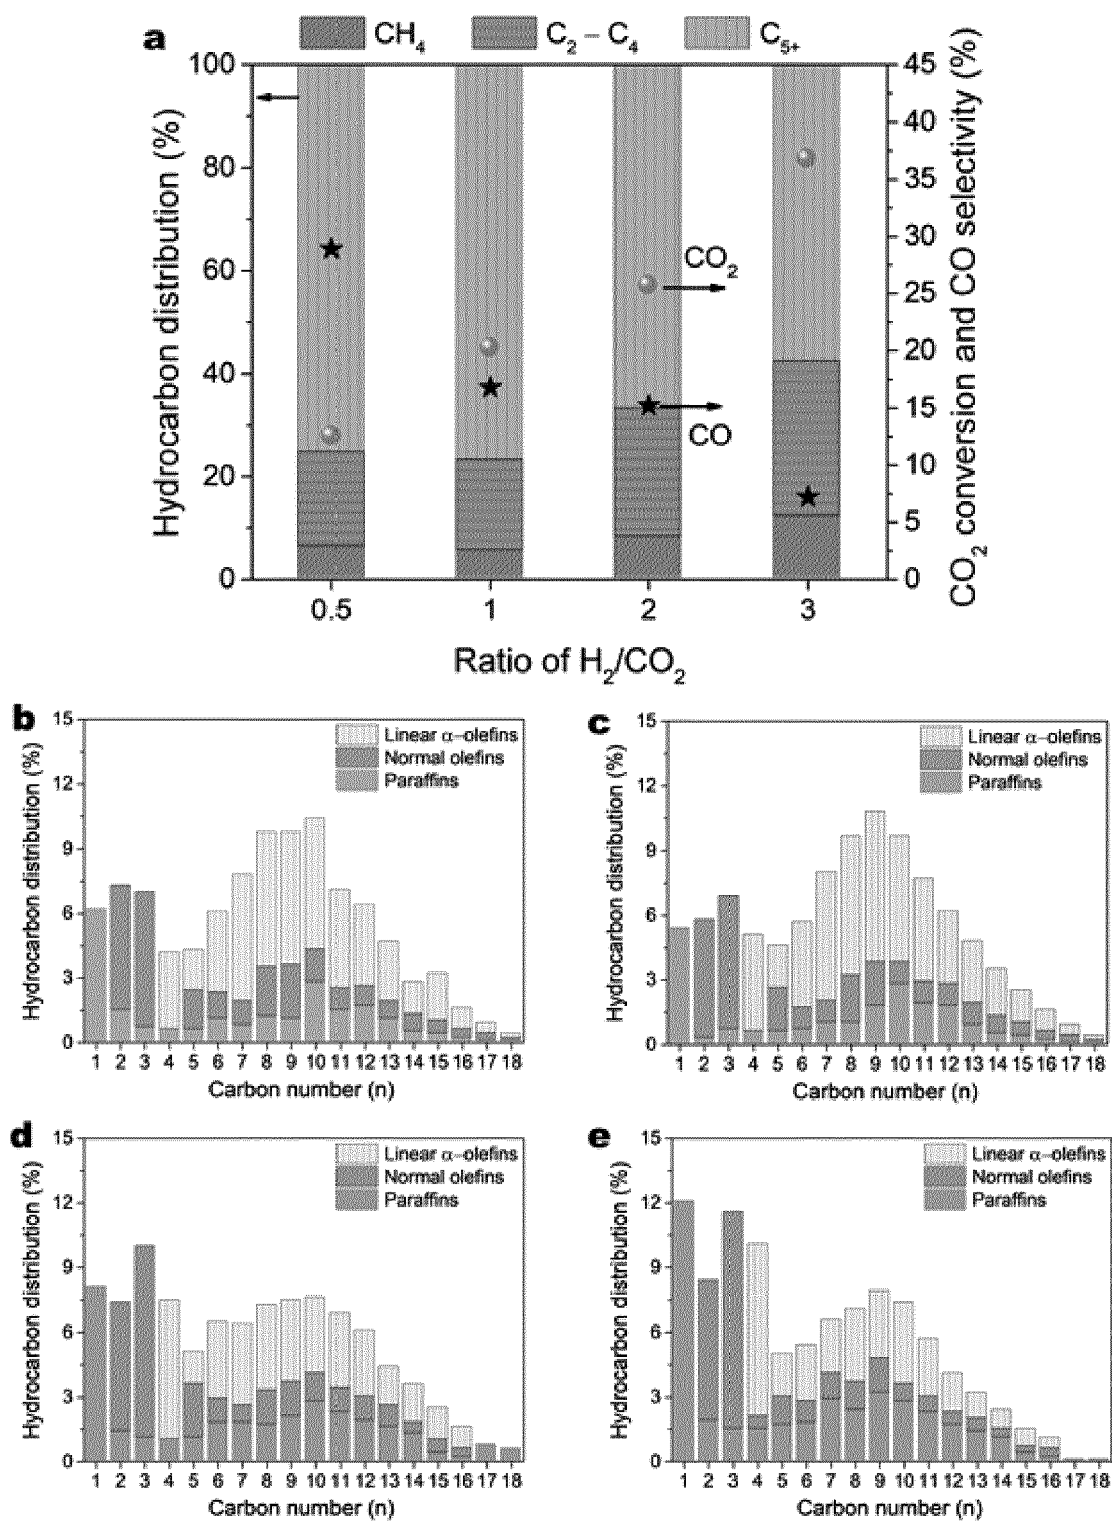 a
CH4
C2 – C4
C5+
Hydrocarbon distribution (%)
100
80
60
40
20
0
CO2
CO
45
40
35
30
25
20
15
10
5
0
CO2 conversion and CO selectivity (%)
0.5 1 2 3
Ratio of H2/CO2
b
Hydrocarbon distribution (%)
15
12
9
6
3
0
Linear α–olefins
Normal olefins
Paraffins
1 2 3 4 5 6 7 8 9 10 11 12 13 14 15 16 17 18
Carbon number (n)
c
Hydrocarbon distribution (%)
15
12
9
6
3
0
Linear α–olefins
Normal olefins
Paraffins
1 2 3 4 5 6 7 8 9 10 11 12 13 14 15 16 17 18
Carbon number (n)
d
Hydrocarbon distribution (%)
15
12
9
6
3
0
Linear α–olefins
Normal olefins
Paraffins
1 2 3 4 5 6 7 8 9 10 11 12 13 14 15 16 17 18
Carbon number (n)
e
Hydrocarbon distribution (%)
15
12
9
6
3
0
Linear α–olefins
Normal olefins
Paraffins
1 2 3 4 5 6 7 8 9 10 11 12 13 14 15 16 17 18
Carbon number (n)